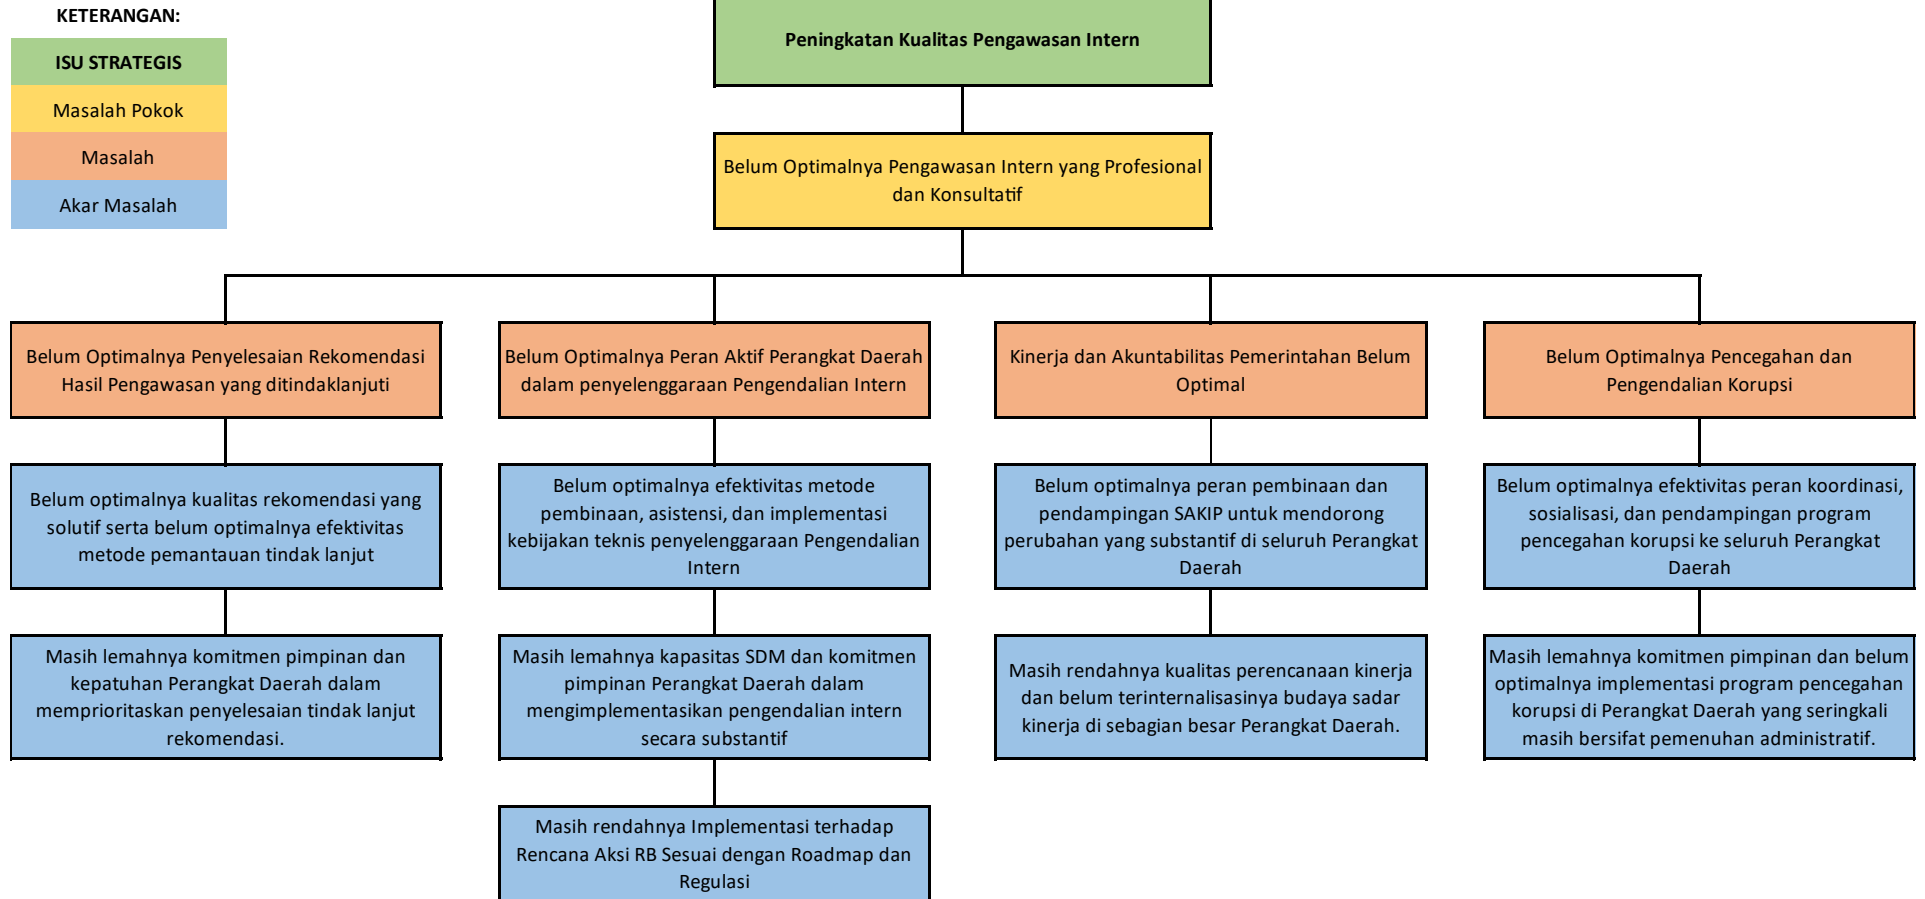 KETERANGAN:
ISU STRATEGIS
Masalah Pokok
Masalah
Akar Masalah
Peningkatan Kualitas Pengawasan Intern
Belum Optimalnya Pengawasan Intern yang Profesional
dan Konsultatif
Belum Optimalnya Penyelesaian Rekomendasi
Hasil Pengawasan yang ditindaklanjuti
Belum Optimalnya Peran Aktif Perangkat Daerah
dalam penyelenggaraan Pengendalian Intern
Kinerja dan Akuntabilitas Pemerintahan Belum
Optimal
Belum Optimalnya Pencegahan dan
Pengendalian Korupsi
Belum optimalnya kualitas rekomendasi yang
solutif serta belum optimalnya efektivitas
metode pemantauan tindak lanjut
Belum optimalnya efektivitas metode
pembinaan, asistensi, dan implementasi
kebijakan teknis penyelenggaraan Pengendalian
Intern
Belum optimalnya peran pembinaan dan
pendampingan SAKIP untuk mendorong
perubahan yang substantif di seluruh Perangkat
Daerah
Belum optimalnya efektivitas peran koordinasi,
sosialisasi, dan pendampingan program
pencegahan korupsi ke seluruh Perangkat
Daerah
Masih lemahnya komitmen pimpinan dan
kepatuhan Perangkat Daerah dalam
memprioritaskan penyelesaian tindak lanjut
rekomendasi.
Masih lemahnya kapasitas SDM dan komitmen
pimpinan Perangkat Daerah dalam
mengimplementasikan pengendalian intern
secara substantif
Masih rendahnya kualitas perencanaan kinerja
dan belum terinternalisasinya budaya sadar
kinerja di sebagian besar Perangkat Daerah.
Masih lemahnya komitmen pimpinan dan belum
optimalnya implementasi program pencegahan
korupsi di Perangkat Daerah yang seringkali
masih bersifat pemenuhan administratif.
Masih rendahnya Implementasi terhadap
Rencana Aksi RB Sesuai dengan Roadmap dan
Regulasi